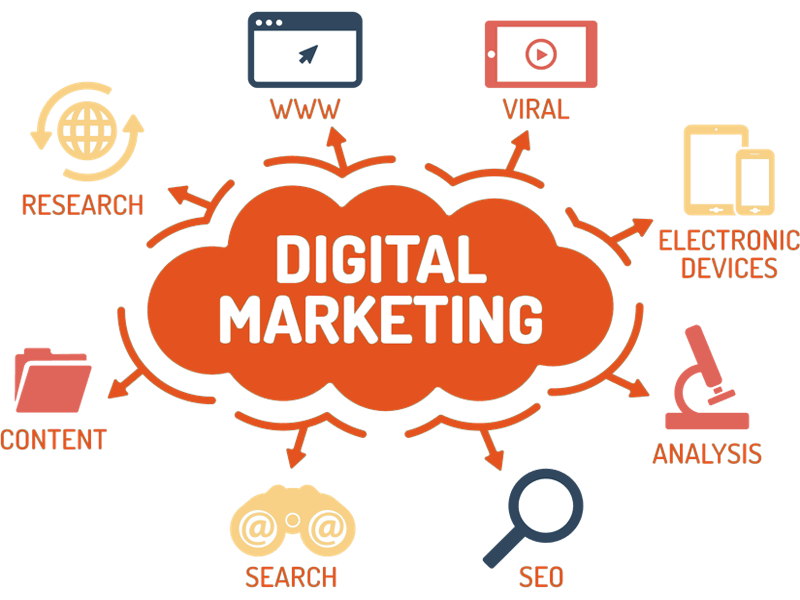 WWW
VIRAL
RESEARCH
ELECTRONIC
DEVICES
DIGITAL
MARKETING
CONTENT
ANALYSIS
@ @
SEARCH
SEO